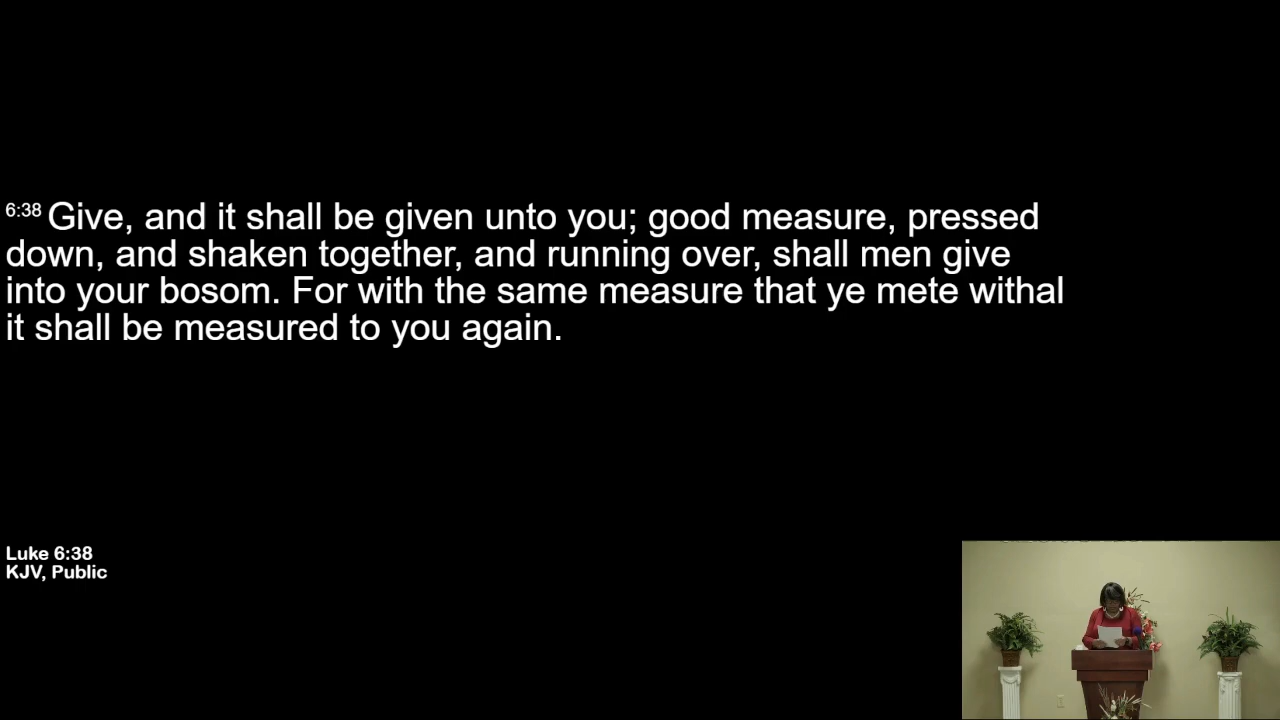 6:38 Give, and it shall be given unto you; good measure, pressed
down, and shaken together, and running over, shall men give
into your bosom. For with the same measure that ye mete withal
it shall be measured to you again.
Luke 6:38
KJV, Public